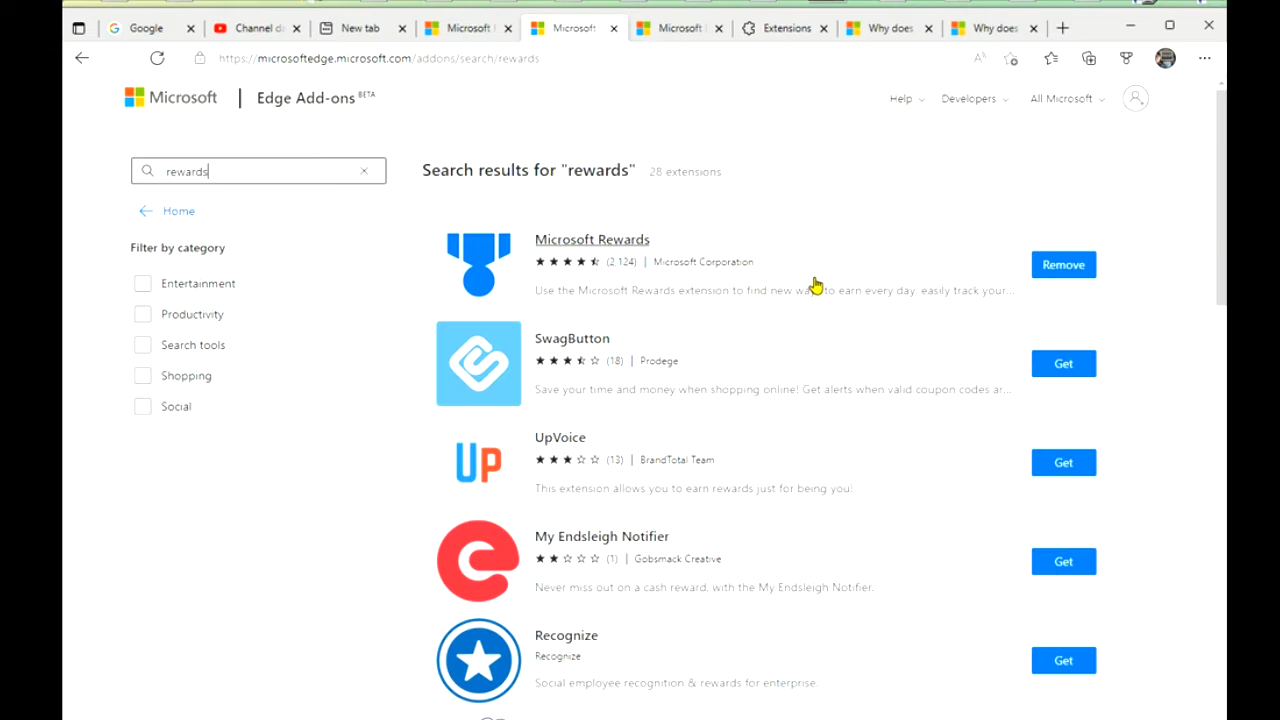 Google
Channel d
New tab
Microsoft
Microsoft
Microsoft
Extensions
Why does
Why does
https://microsoftedge.microsoft.com/addons/search/rewards
Microsoft | Edge Add-ons BETA
Help
Developers
All Microsoft
rewards
Search results for "rewards" 28 extensions
Home
Filter by category
Entertainment
Productivity
Search tools
Shopping
Social
Microsoft Rewards
(2,124) | Microsoft Corporation
Use the Microsoft Rewards extension to find new to earn every day, easily track your...
Remove
SwagButton
(18) | Prodege
Save your time and money when shopping online! Get alerts when valid coupon codes ar...
Get
UpVoice
(13) | BrandTotal Team
This extension allows you to earn rewards just for being you!
Get
UP
My Endsleigh Notifier
(1) | Gobsmack Creative
Never miss out on a cash reward, with the My Endsleigh Notifier.
Get
Recognize
Recognize
Social employee recognition & rewards for enterprise.
Get